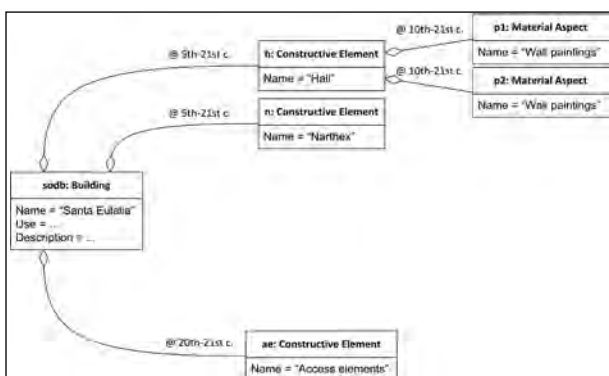 @ 10th-21st c.
p1: Material Aspect
Name = "Wall paintings"
@ 5th-21st c.
h: Constructive Element
Name = "Hall"
@ 10th-21st c.
p2: Material Aspect
Name = "Wall paintings"
@ 5th-21st c.
n: Constructive Element
Name = "Narthex"
sodb: Building
Name = "Santa Eulalia"
Use = ...
Description = ...
@ 20th-21st c.
ae: Constructive Element
Name = "Access elements"